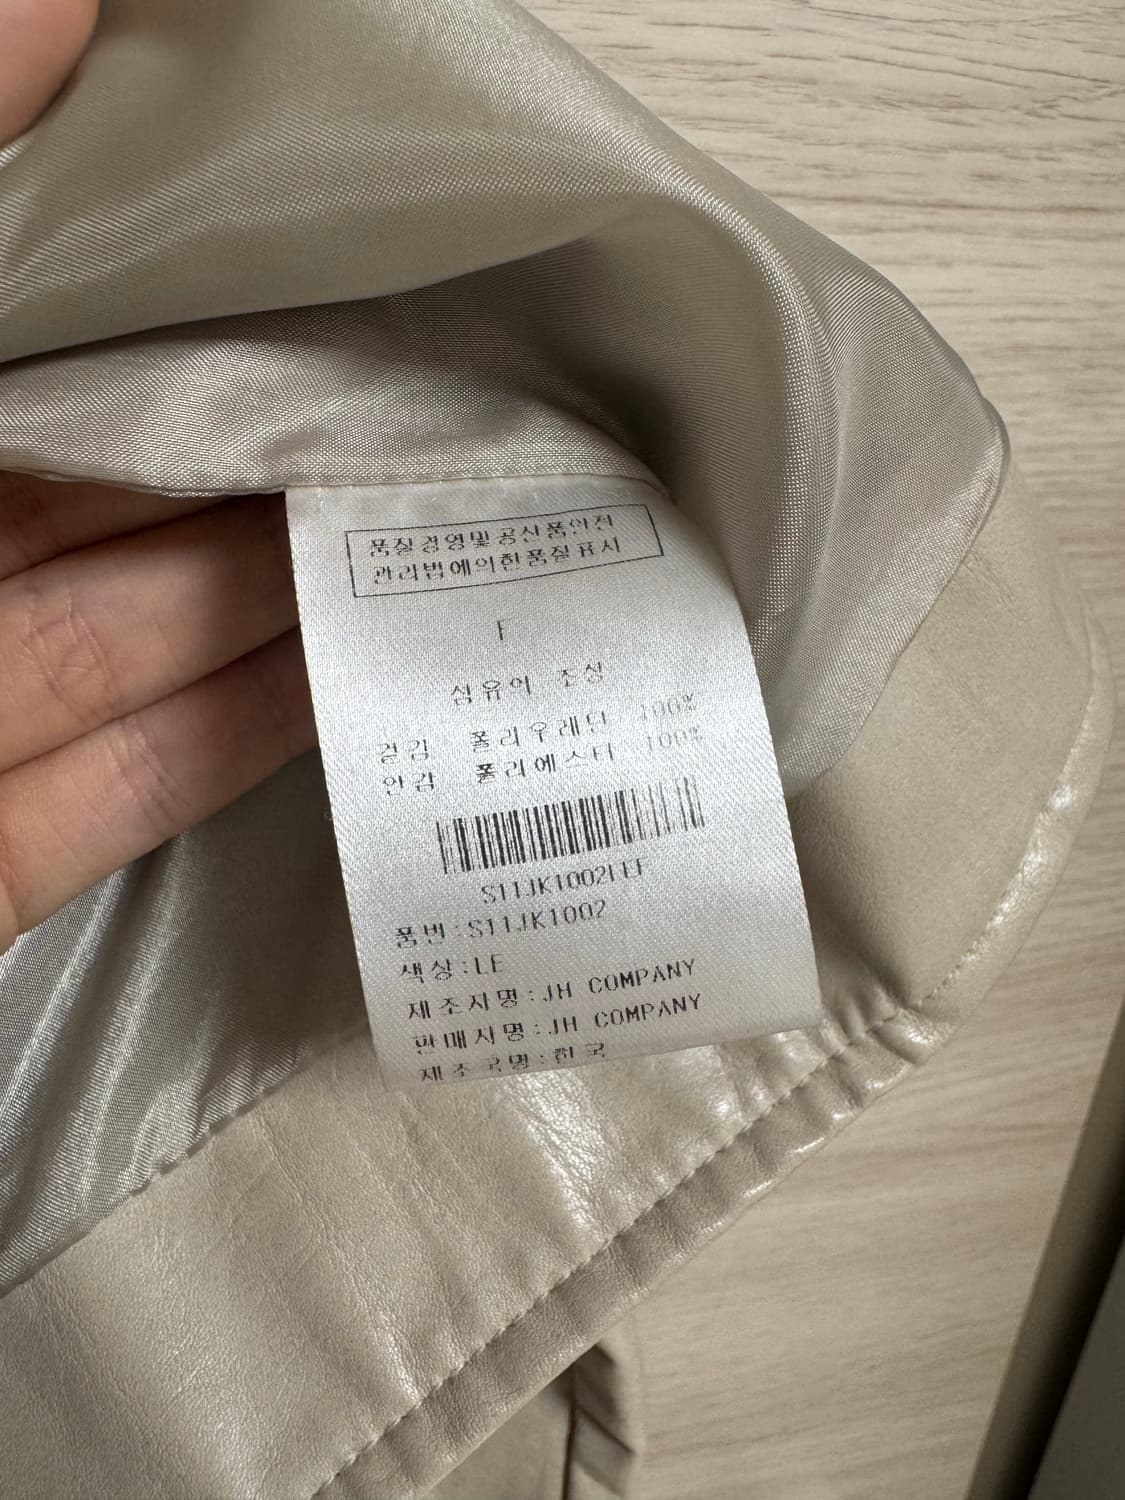 품질경영및공산품안전
관리법에의한품질표시
F
섬유의 조성
겉감 폴리우레탄 100%
안감 폴리에스터 100%
S11JK1002LEF
품번:S11JK1002
색상:LE
제조자명:JH COMPANY
판매자명:JH COMPANY
제조국명:한국